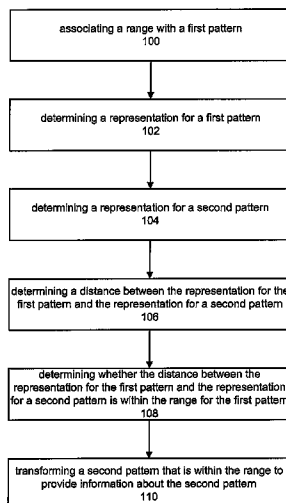 associating a range with a first pattern
100
determining a representation for a first pattern
102
determining a representation for a second pattern
104
determining a distance between the representation for the
first pattern and the representation for a second pattern
106
determining whether the distance between the
representation for the first pattern and the representation
for a second pattern is within the range for the first pattern
108
transforming a second pattern that is within the range to
provide information about the second pattern
110